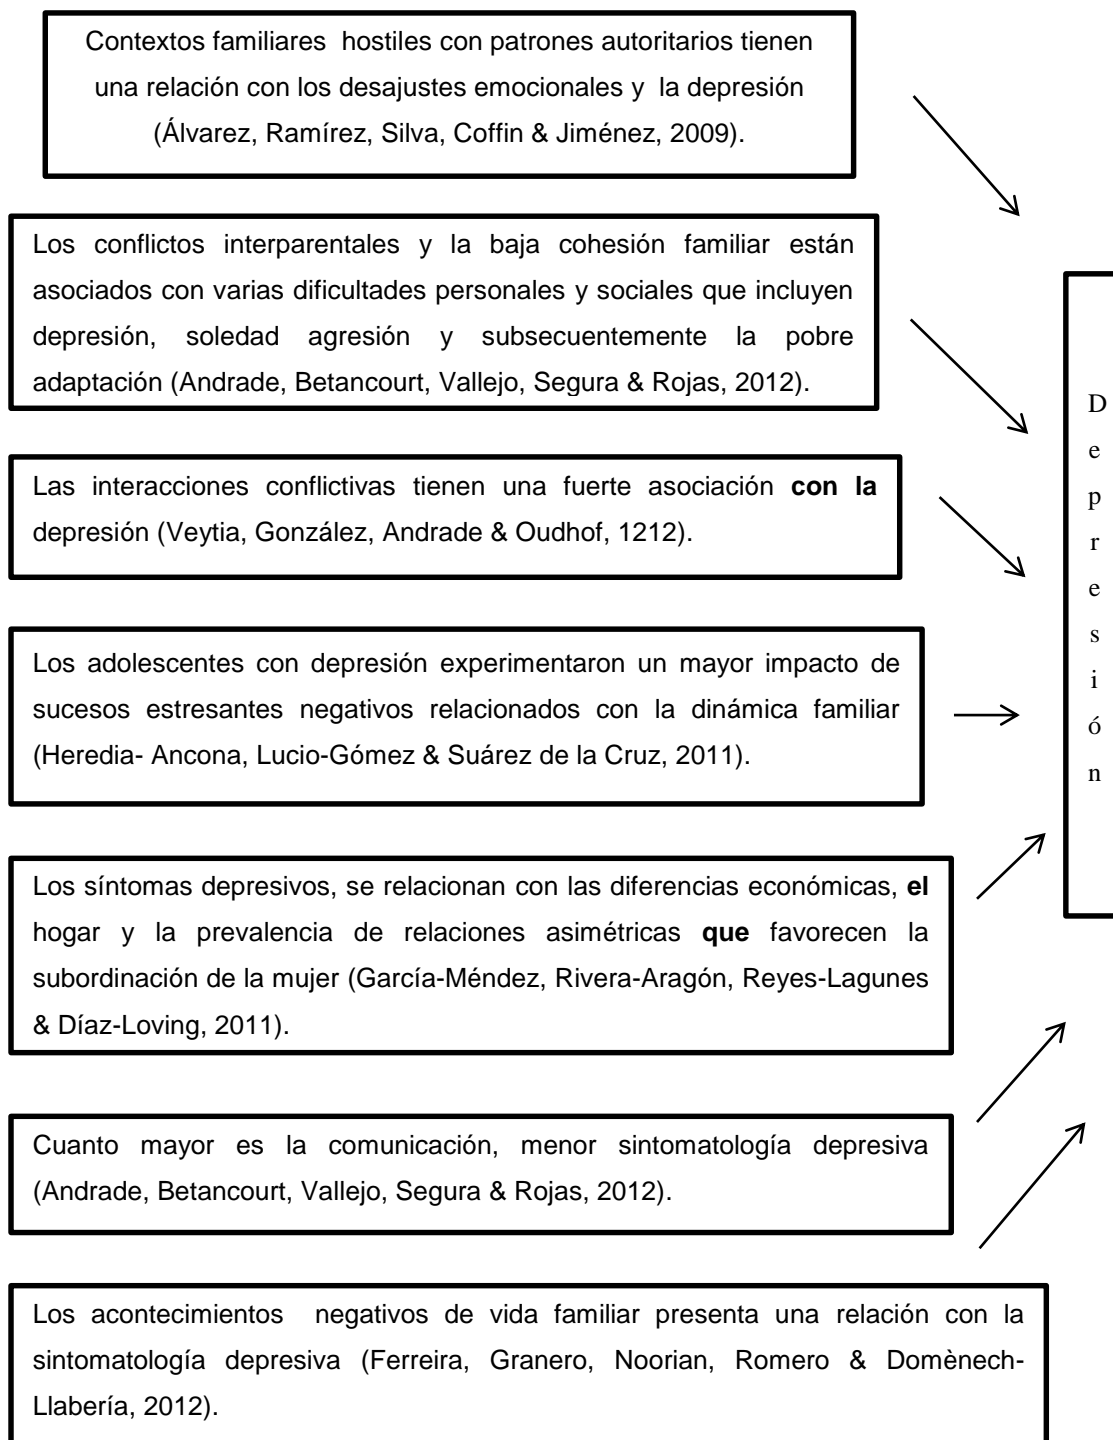 Contextos familiares hostiles con patrones autoritarios tienen
una relación con los desajustes emocionales y la depresión
(Álvarez, Ramírez, Silva, Coffin & Jiménez, 2009).
Los conflictos interparentales y la baja cohesión familiar están
asociados con varias dificultades personales y sociales que incluyen
depresión, soledad agresión y subsecuentemente la pobre
adaptación (Andrade, Betancourt, Vallejo, Segura & Rojas, 2012).
Las interacciones conflictivas tienen una fuerte asociación con la
depresión (Veytia, González, Andrade & Oudhof, 1212).
Los adolescentes con depresión experimentaron un mayor impacto de
sucesos estresantes negativos relacionados con la dinámica familiar
(Heredia- Ancona, Lucio-Gómez & Suárez de la Cruz, 2011).
Los síntomas depresivos, se relacionan con las diferencias económicas, el
hogar y la prevalencia de relaciones asimétricas que favorecen la
subordinación de la mujer (García-Méndez, Rivera-Aragón, Reyes-Lagunes
& Díaz-Loving, 2011).
Cuanto mayor es la comunicación, menor sintomatología depresiva
(Andrade, Betancourt, Vallejo, Segura & Rojas, 2012).
Los acontecimientos negativos de vida familiar presenta una relación con la
sintomatología depresiva (Ferreira, Granero, Noorian, Romero & Domènech-
Llabería, 2012).
D
e
p
r
e
s
i
ó
n